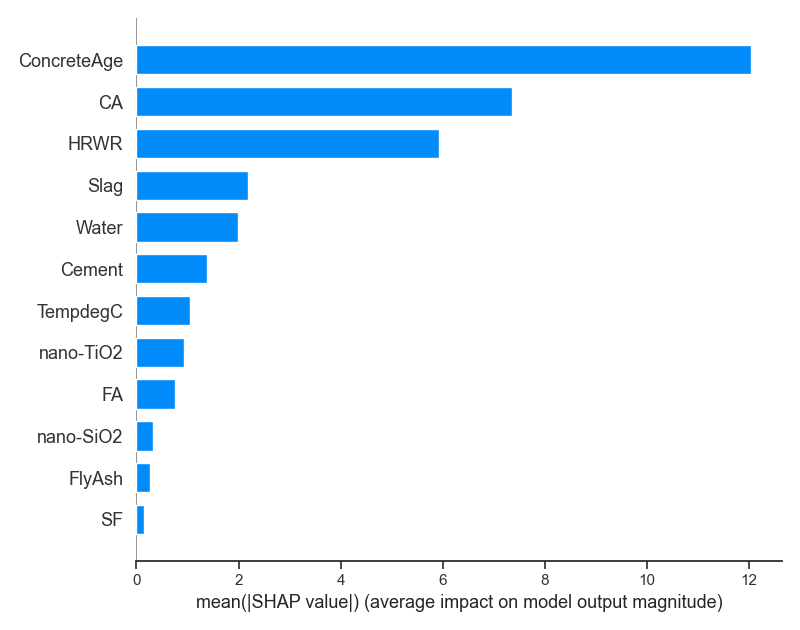 ConcreteAge
CA
HRWR
Slag
Water
Cement
TempdegC
nano-TiO2
FA
nano-SiO2
FlyAsh
SF
0 2 4 6 8 10 12
mean(|SHAP value|) (average impact on model output magnitude)